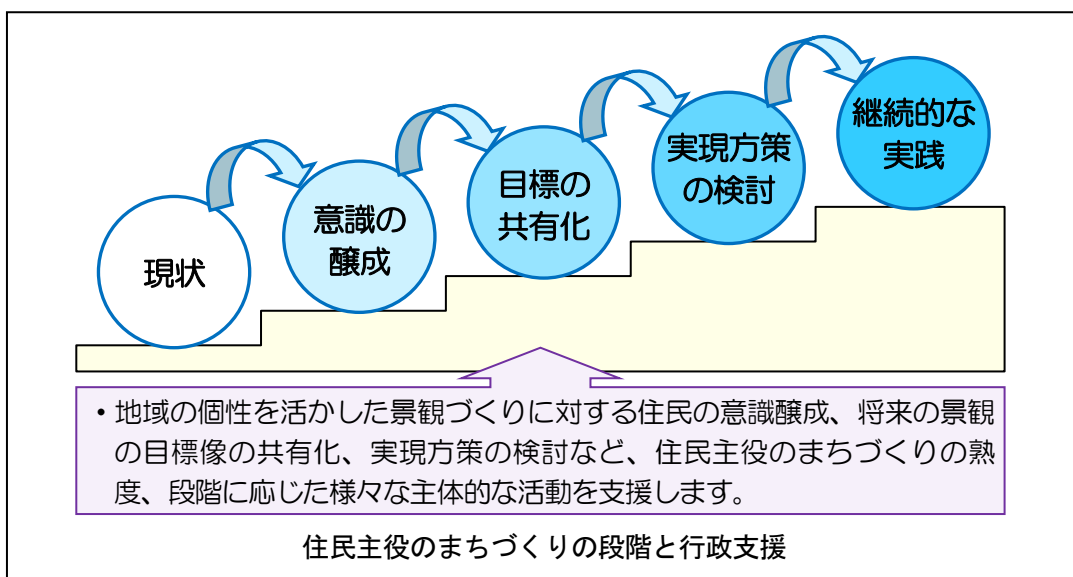 現状
意識の
醸成
目標の
共有化
実現方策
の検討
継続的な
実践
・地域の個性を活かした景観づくりに対する住民の意識醸成、将来の景観
の目標像の共有化、実現方策の検討など、住民主役のまちづくりの熟
度、段階に応じた様々な主体的な活動を支援します。
住民主役のまちづくりの段階と行政支援